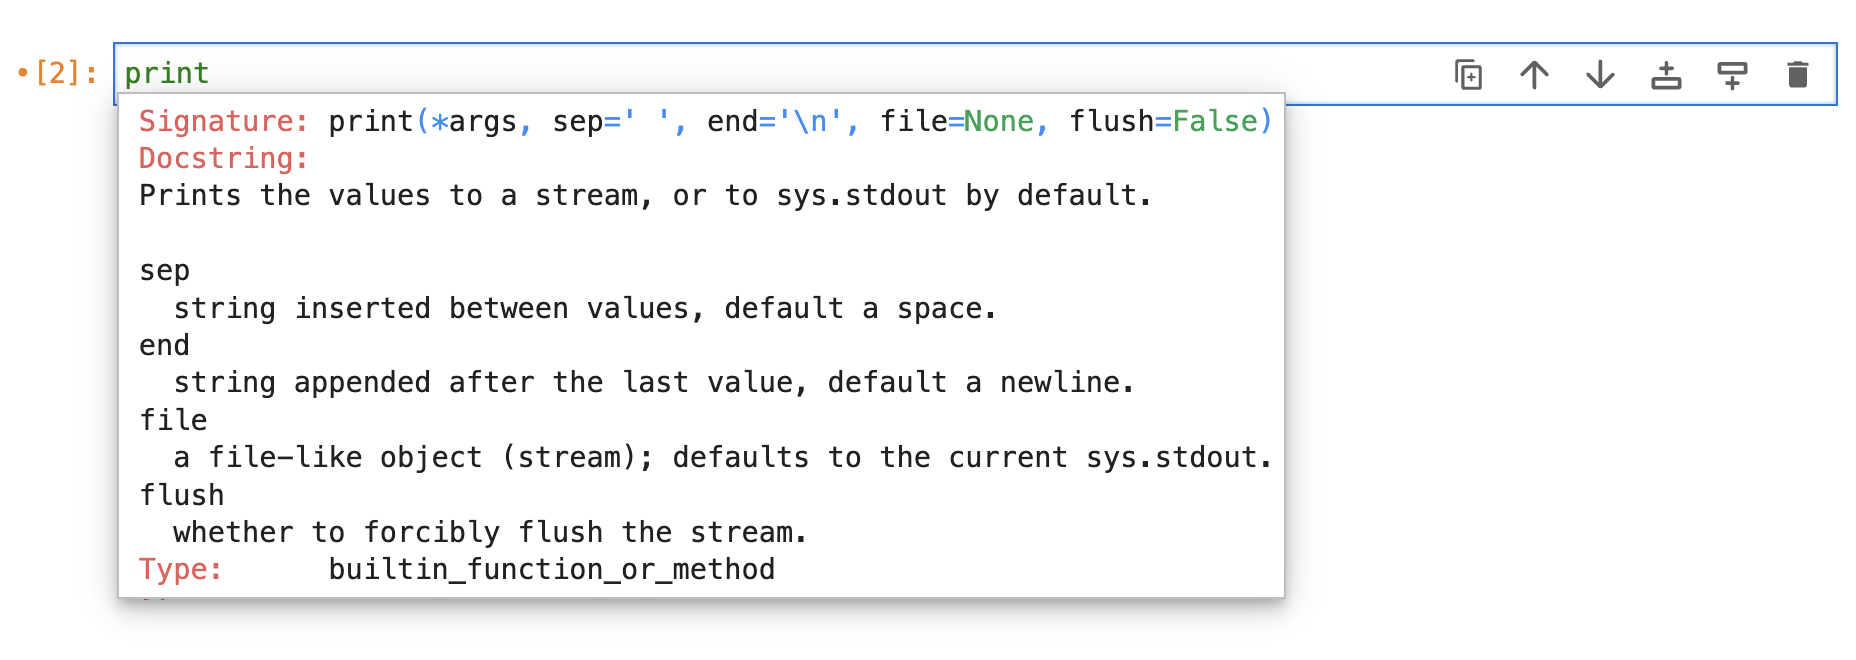 •[2]: print
Signature: print(*args, sep=' ', end='\n', file=None, flush=False)
Docstring:
Prints the values to a stream, or to sys.stdout by default.

sep
  string inserted between values, default a space.
end
  string appended after the last value, default a newline.
file
  a file-like object (stream); defaults to the current sys.stdout.
flush
  whether to forcibly flush the stream.
Type:      builtin_function_or_method